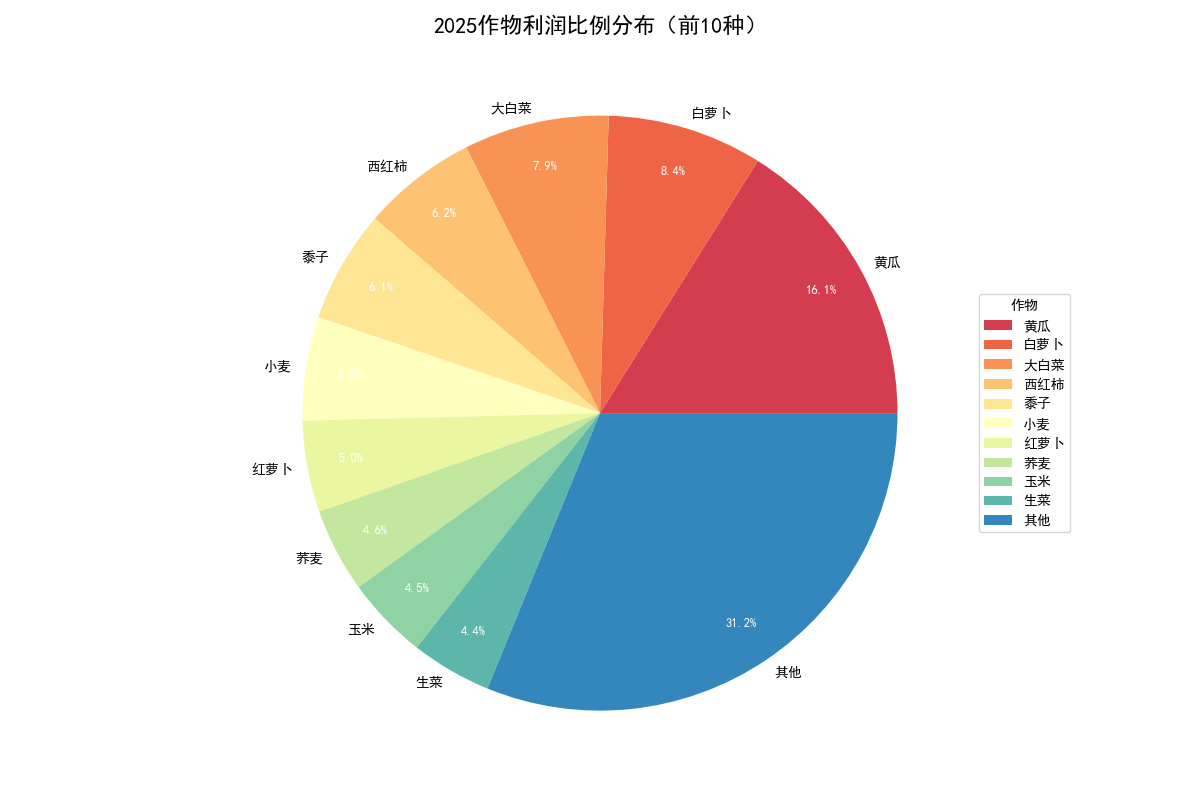 2025作物利润比例分布（前10种）
大白菜
白萝卜
西红柿
黍子
黄瓜
小麦
红萝卜
荞麦
玉米
生菜
其他
7.9%
8.4%
6.2%
6.1%
16.1%
5.0%
4.6%
4.5%
4.4%
31.2%
作物
黄瓜
白萝卜
大白菜
西红柿
黍子
小麦
红萝卜
荞麦
玉米
生菜
其他